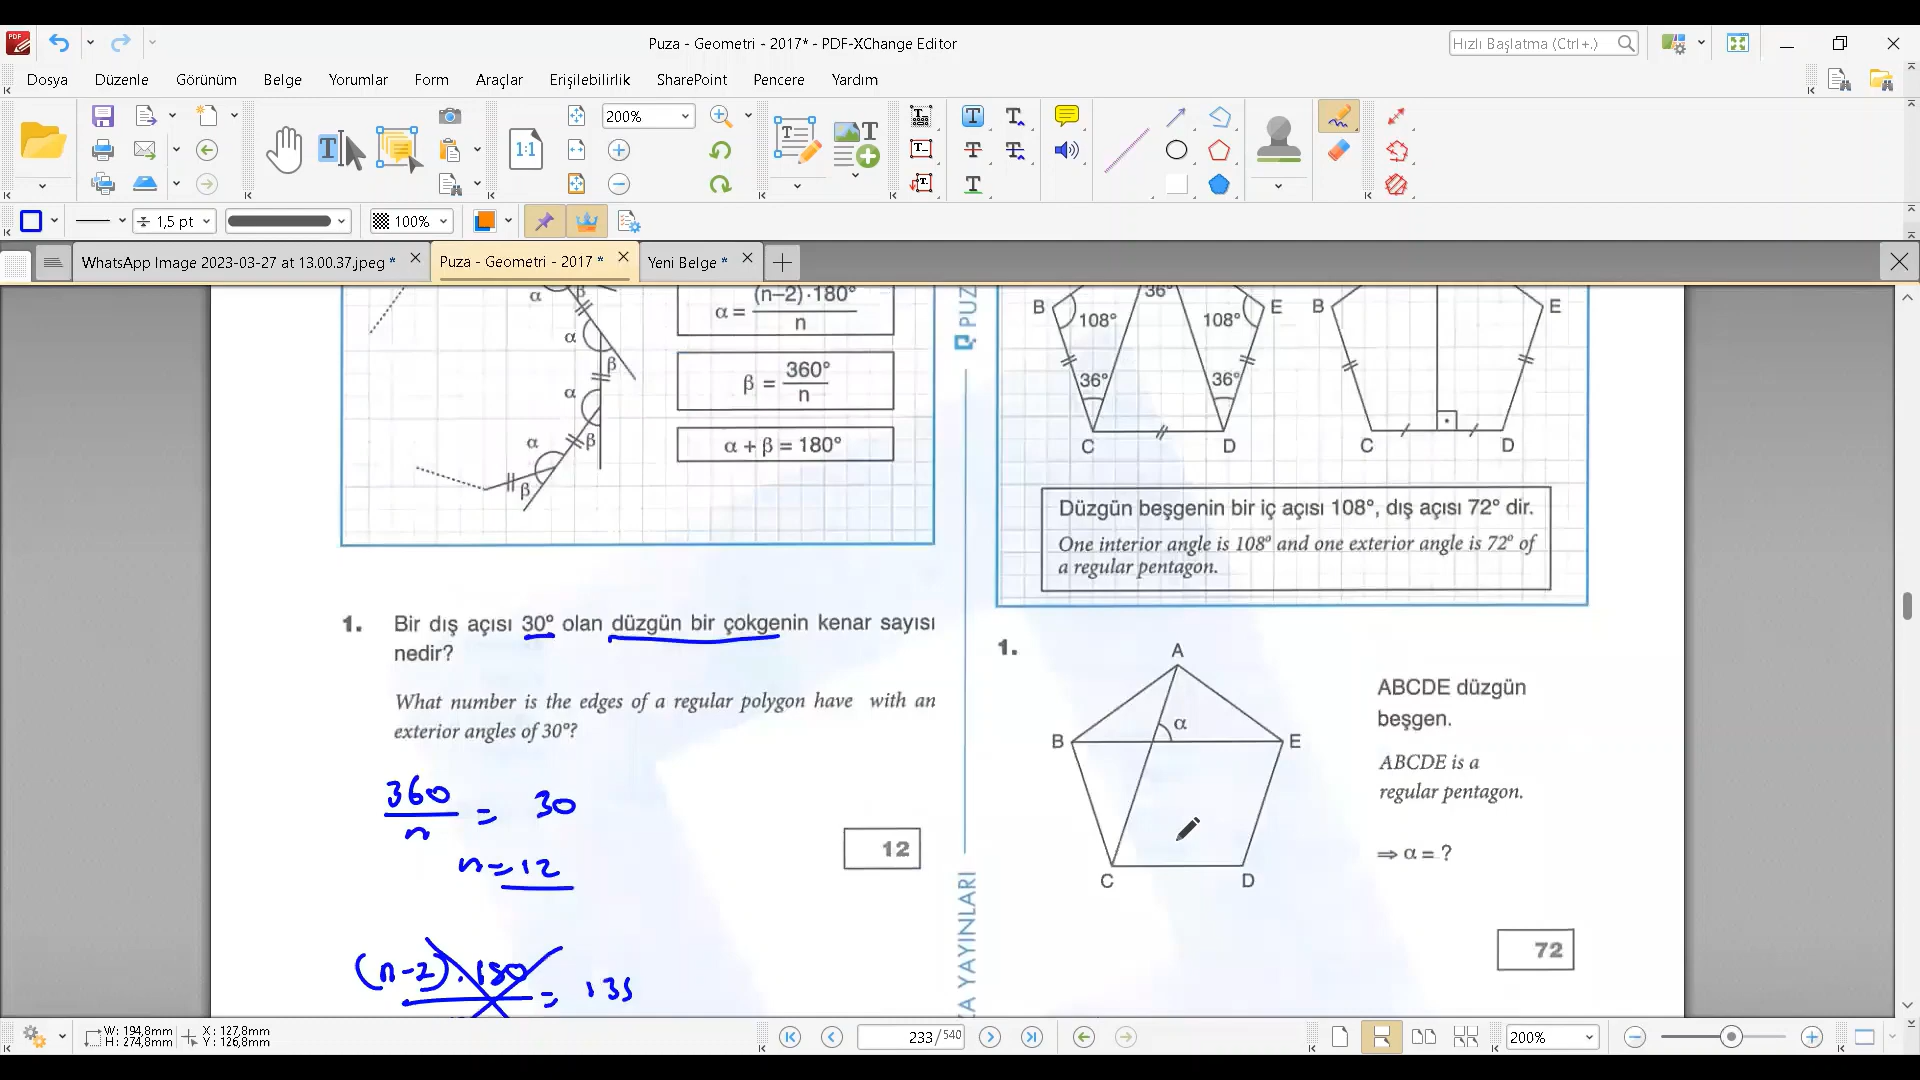 Puza - Geometri - 2017* - PDF-XChange Editor
Hızlı Başlatma (Ctrl+.)
Dosya Düzenle Görünüm Belge Yorumlar Form Araçlar Erişilebilirlik SharePoint Pencere Yardım
200%
1:1
1,5 pt
100%
WhatsApp Image 2023-03-27 at 13.00.37.jpeg *
Puza - Geometri - 2017 *
Yeni Belge *
α β
α
β
α
β
α
β
α = (n–2)·180° / n
β = 360° / n
α + β = 180°
PUZ
36°
B 108° 108° E
36° 36°
C D
B E
C D
Düzgün beşgenin bir iç açısı 108°, dış açısı 72° dir.
One interior angle is 108° and one exterior angle is 72° of
a regular pentagon.
1. Bir dış açısı 30° olan düzgün bir çokgenin kenar sayısı
nedir?
What number is the edges of a regular polygon have with an
exterior angles of 30°?
360 / n = 30
n = 12
12
(n-2).180 = 135
ZA YAYINLARI
1.
A
α
B E
C D
ABCDE düzgün
beşgen.
ABCDE is a
regular pentagon.
⇒ α = ?
72
W: 194,8mm
H: 274,8mm
X: 127,8mm
Y: 126,8mm
233 / 540
200%